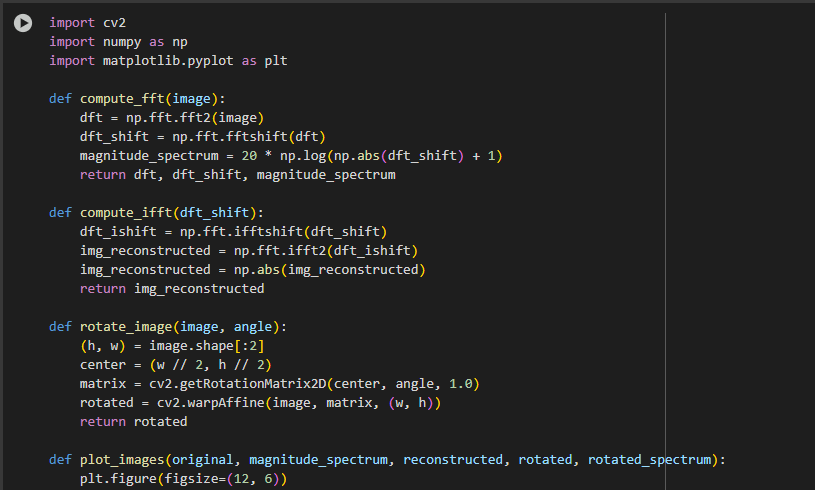 import cv2
import numpy as np
import matplotlib.pyplot as plt

def compute_fft(image):
    dft = np.fft.fft2(image)
    dft_shift = np.fft.fftshift(dft)
    magnitude_spectrum = 20 * np.log(np.abs(dft_shift) + 1)
    return dft, dft_shift, magnitude_spectrum

def compute_ifft(dft_shift):
    dft_ishift = np.fft.ifftshift(dft_shift)
    img_reconstructed = np.fft.ifft2(dft_ishift)
    img_reconstructed = np.abs(img_reconstructed)
    return img_reconstructed

def rotate_image(image, angle):
    (h, w) = image.shape[:2]
    center = (w // 2, h // 2)
    matrix = cv2.getRotationMatrix2D(center, angle, 1.0)
    rotated = cv2.warpAffine(image, matrix, (w, h))
    return rotated

def plot_images(original, magnitude_spectrum, reconstructed, rotated, rotated_spectrum):
    plt.figure(figsize=(12, 6))